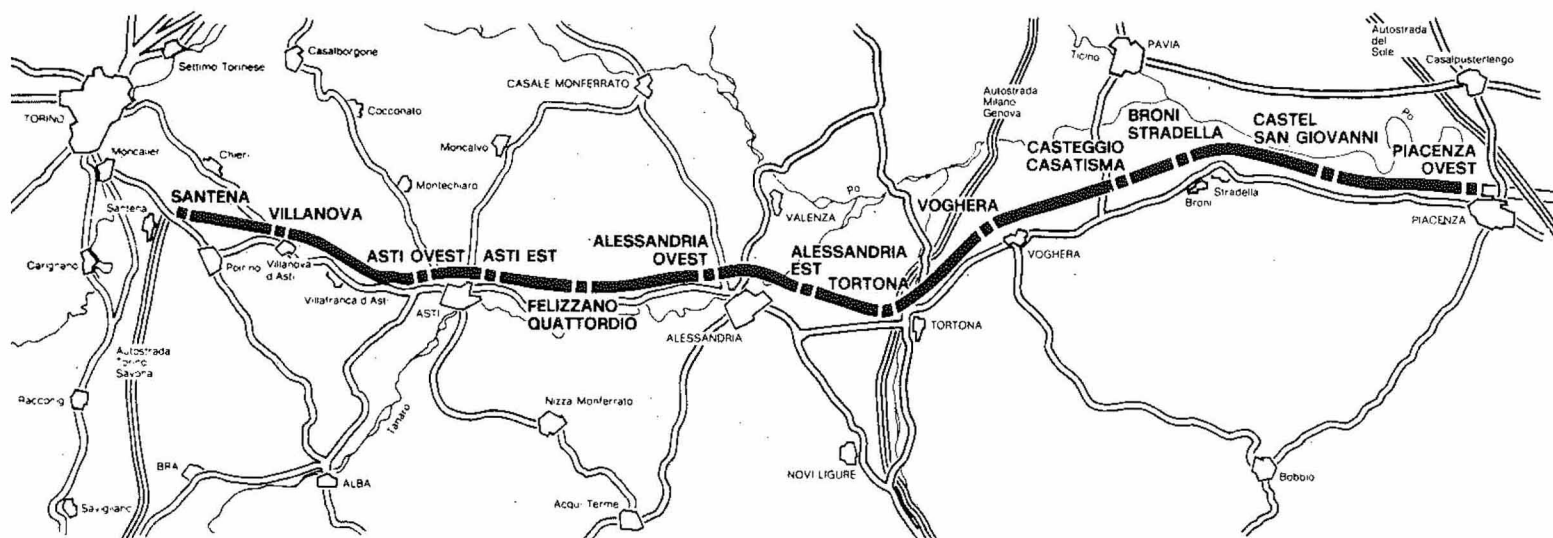 Settimo Torinese
TORINO
Moncalier
Chieri
Casalborgone
Cocconato
Montechiaro
CASALE MONFERRATO
Moncalvo
SANTENA
Santena
VILLANOVA
Carignano
Poirino
Villanova
d'Asti
Villafranca d'Asti
ASTI OVEST
ASTI EST
ASTI
FELIZZANO
QUATTORDIO
ALESSANDRIA
OVEST
VALENZA
Po
ALESSANDRIA
EST
TORTONA
ALESSANDRIA
TORTONA
Autostrada
Milano
Genova
VOGHERA
VOGHERA
Ticino
PAVIA
CASTEGGIO
CASATISMA
BRONI
STRADELLA
Stradella
Broni
CASTEL
SAN GIOVANNI
Po
PIACENZA
OVEST
PIACENZA
Autostrada
del
Sole
Casalpusterlengo
Autostrada
Torino
Savona
Racconigi
BRA
Savigliano
ALBA
Tanaro
Nizza Monferrato
Acqui Terme
NOVI LIGURE
Bobbio